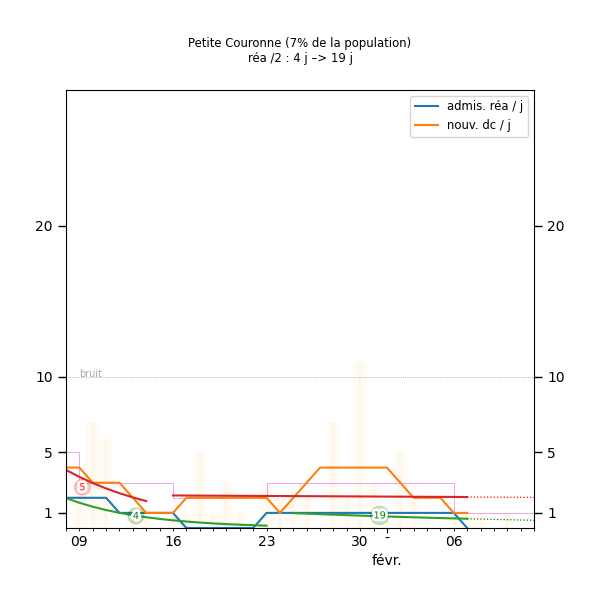 Petite Couronne (7% de la population)
réa /2 : 4 j –> 19 j
admis. réa / j
nouv. dc / j
20 20
bruit
10 10
5 5
5
4
19
1 1
09 16 23 30 - 06
févr.